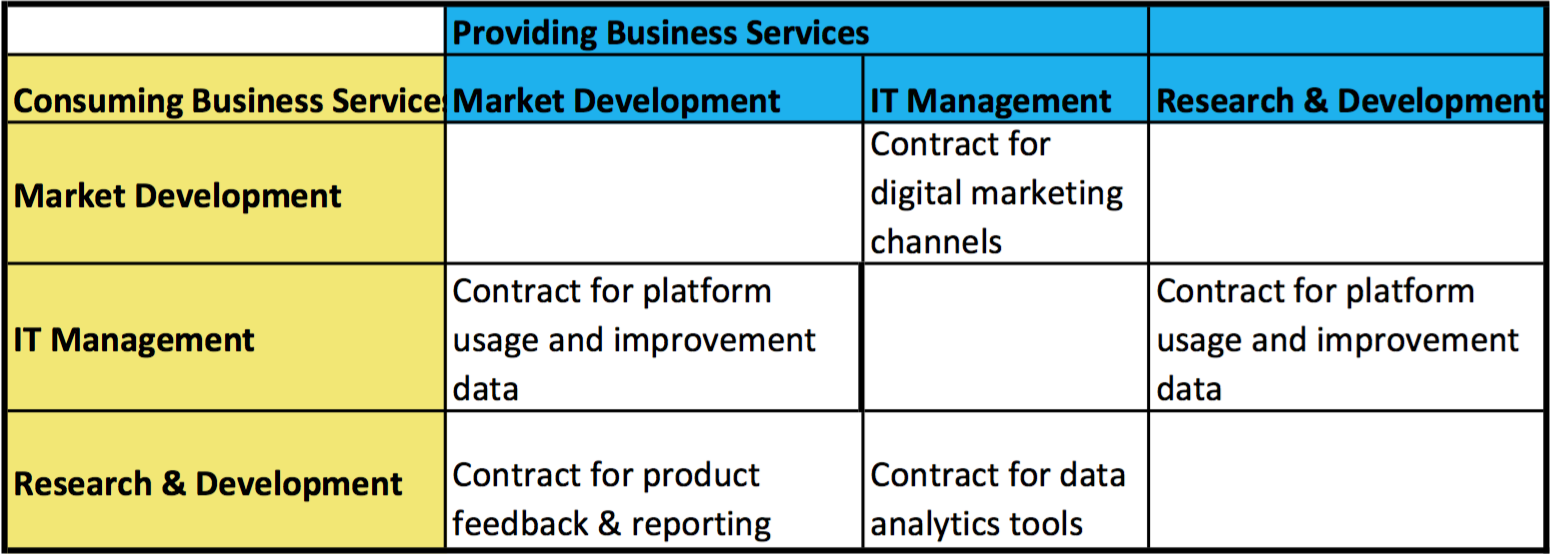 Providing Business Services
Consuming Business Service Market Development IT Management Research & Development
Market Development
Contract for
digital marketing
channels
IT Management
Contract for platform
usage and improvement
data
Contract for platform
usage and improvement
data
Research & Development
Contract for product
feedback & reporting
Contract for data
analytics tools